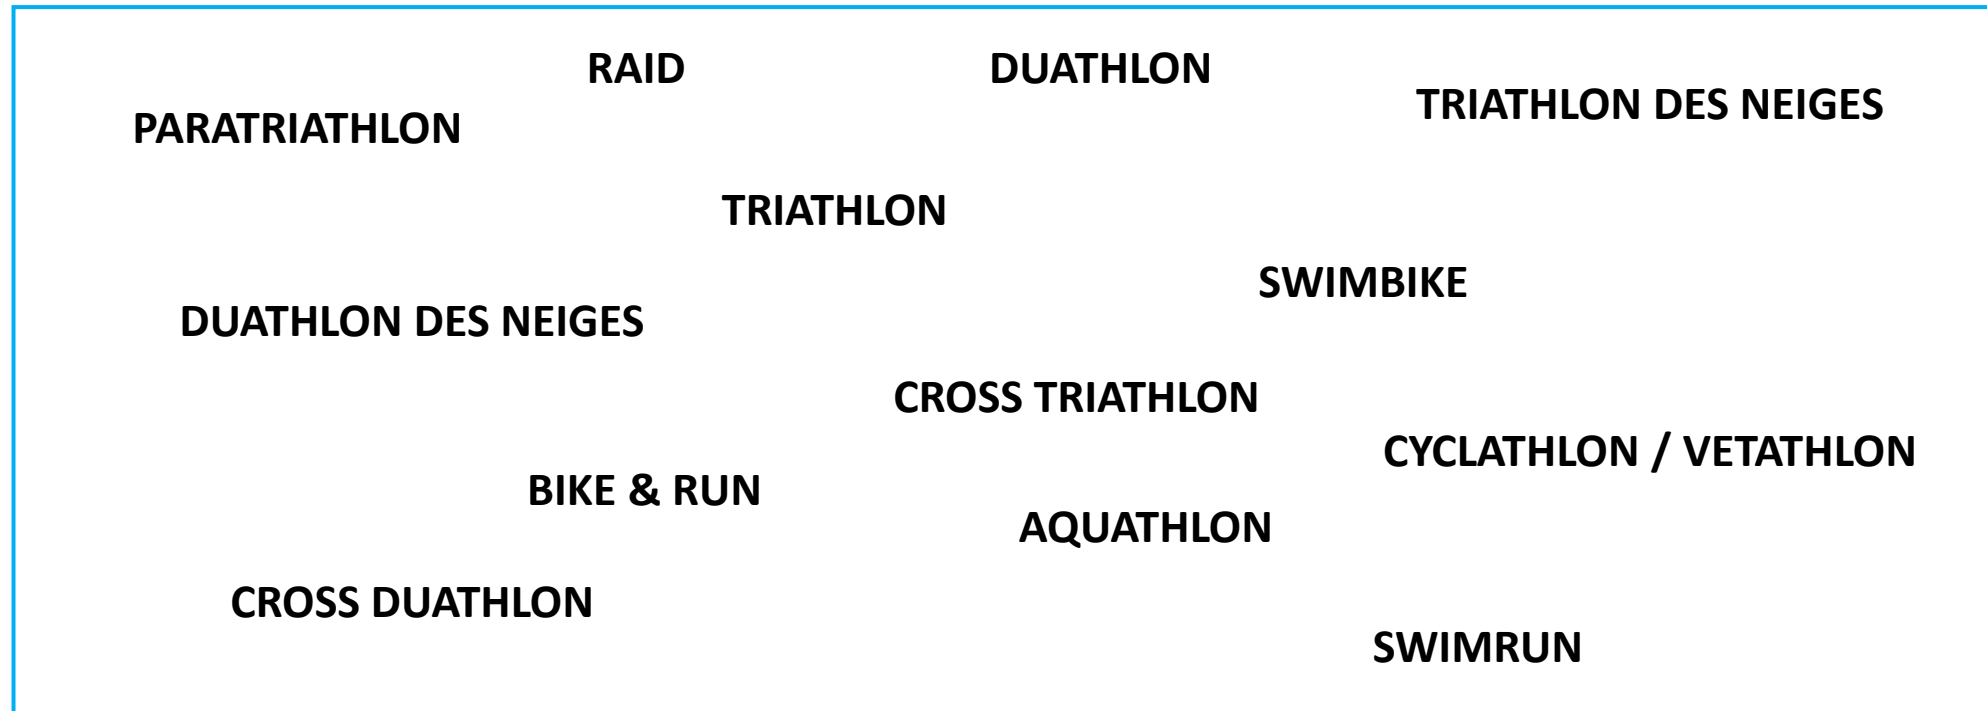 RAID
DUATHLON
TRIATHLON DES NEIGES
PARATRIATHLON
TRIATHLON
SWIMBIKE
DUATHLON DES NEIGES
CROSS TRIATHLON
CYCLATHLON / VETATHLON
BIKE & RUN
AQUATHLON
CROSS DUATHLON
SWIMRUN